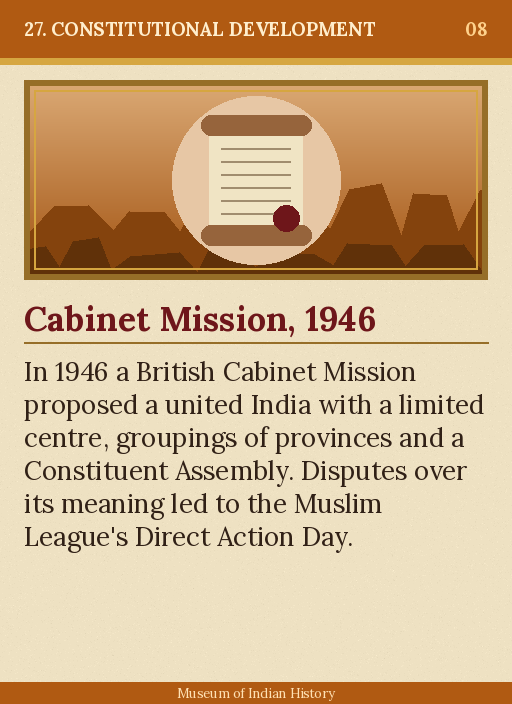 27. CONSTITUTIONAL DEVELOPMENT 08
Cabinet Mission, 1946
In 1946 a British Cabinet Mission
proposed a united India with a limited
centre, groupings of provinces and a
Constituent Assembly. Disputes over
its meaning led to the Muslim
League's Direct Action Day.
Museum of Indian History